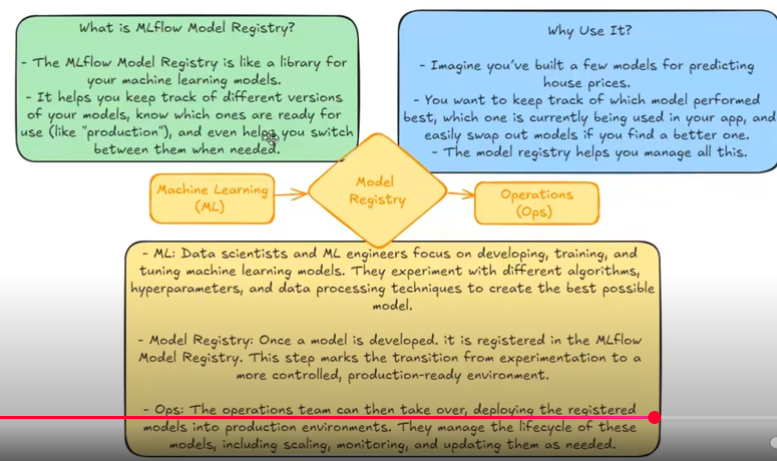 What is MLflow Model Registry?
- The MLflow Model Registry is like a library for
your machine learning models.
- It helps you keep track of different versions
of your models, know which ones are ready for
use (like "production"), and even helps you switch
between them when needed.
Why Use It?
- Imagine you've built a few models for predicting
house prices.
- You want to keep track of which model performed
best, which one is currently being used in your app, and
easily swap out models if you find a better one.
- The model registry helps you manage all this.
Machine Learning
(ML)
Model
Registry
Operations
(Ops)
- ML: Data scientists and ML engineers focus on developing, training, and
tuning machine learning models. They experiment with different algorithms,
hyperparameters, and data processing techniques to create the best possible
model.
- Model Registry: Once a model is developed. it is registered in the MLflow
Model Registry. This step marks the transition from experimentation to a
more controlled, production-ready environment.
- Ops: The operations team can then take over, deploying the registered
models into production environments. They manage the lifecycle of these
models, including scaling, monitoring, and updating them as needed.